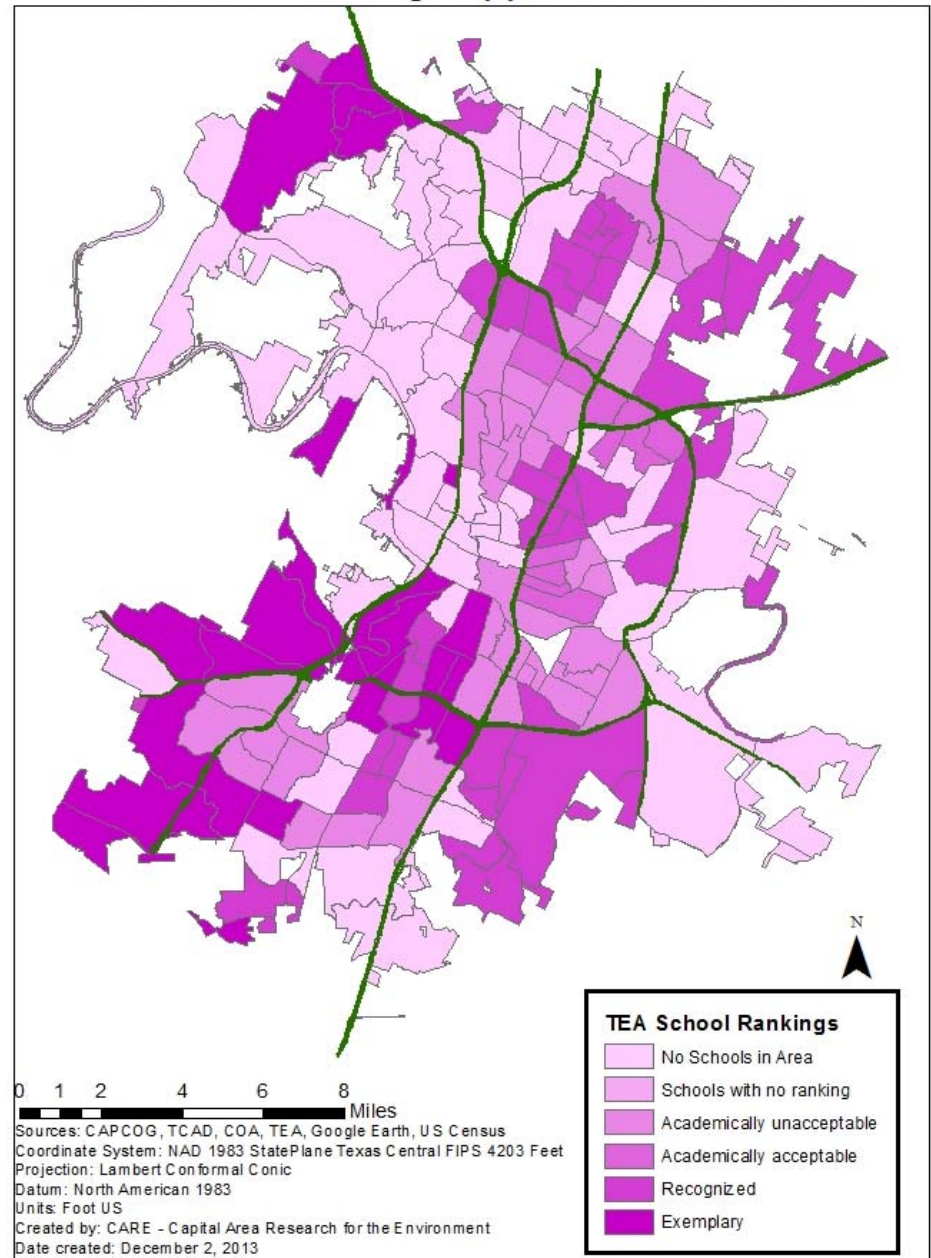 N
TEA School Rankings
No Schools in Area
Schools with no ranking
Academically unacceptable
Academically acceptable
Recognized
Exemplary
0 1 2 4 6 8
Miles
Sources: CAPCOG, TCAD, COA, TEA, Google Earth, US Census
Coordinate System: NAD 1983 StatePlane Texas Central FIPS 4203 Feet
Projection: Lambert Conformal Conic
Datum: North American 1983
Units: Foot US
Created by: CARE - Capital Area Research for the Environment
Date created: December 2, 2013